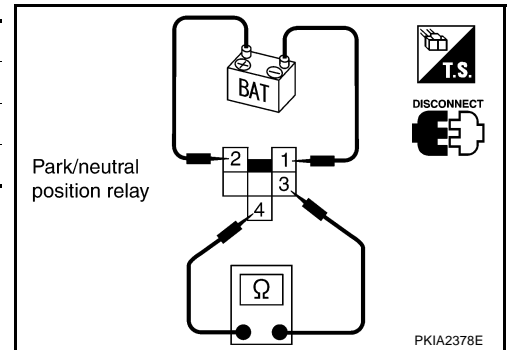 BAT
T.S.
DISCONNECT
2
1
3
4
Park/neutral
position relay
Ω
PKIA2378E